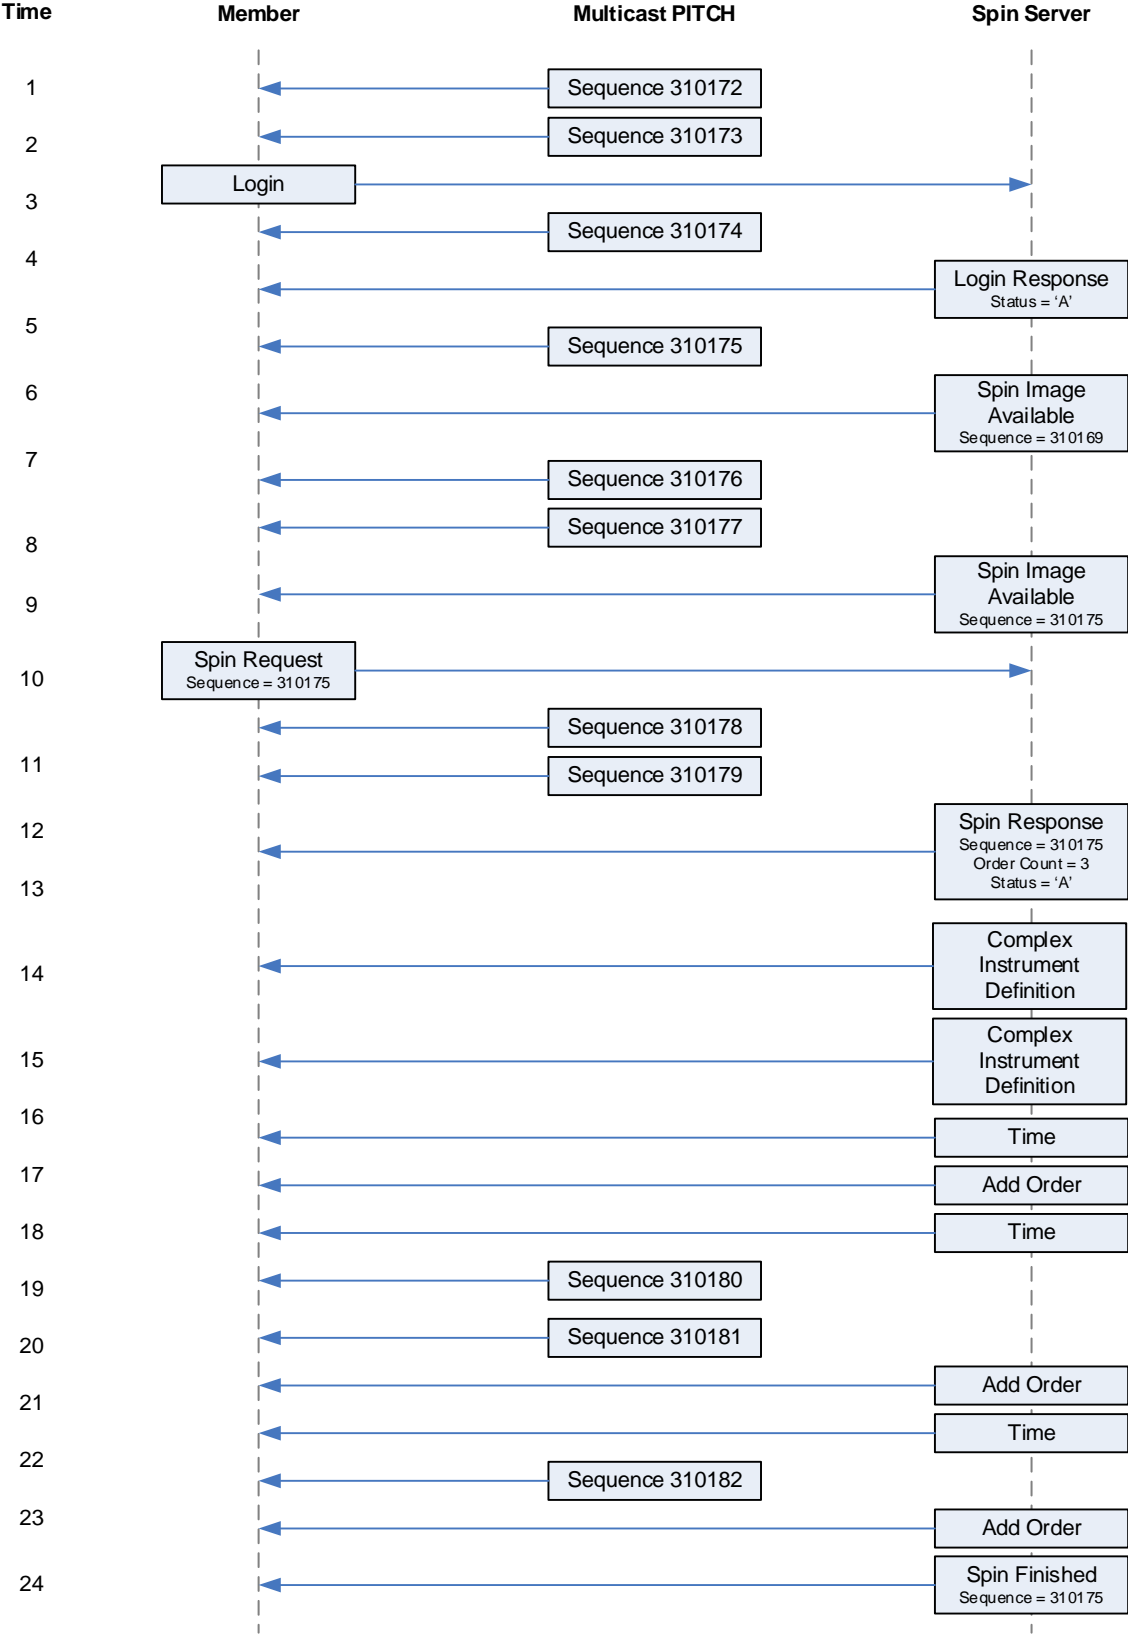 Time Member Multicast PITCH Spin Server
1
Sequence 310172
2
Sequence 310173
Login
3
Sequence 310174
4
Login Response
Status = ‘A’
5
Sequence 310175
6
Spin Image
Available
Sequence = 310169
7
Sequence 310176
Sequence 310177
8
Spin Image
Available
Sequence = 310175
9
Spin Request
Sequence = 310175
10
Sequence 310178
11
Sequence 310179
12
Spin Response
Sequence = 310175
Order Count = 3
Status = ‘A’
13
Complex
Instrument
Definition
14
Complex
Instrument
Definition
15
16
Time
17
Add Order
18
Time
19
Sequence 310180
20
Sequence 310181
Add Order
21
Time
22
Sequence 310182
23
Add Order
24
Spin Finished
Sequence = 310175